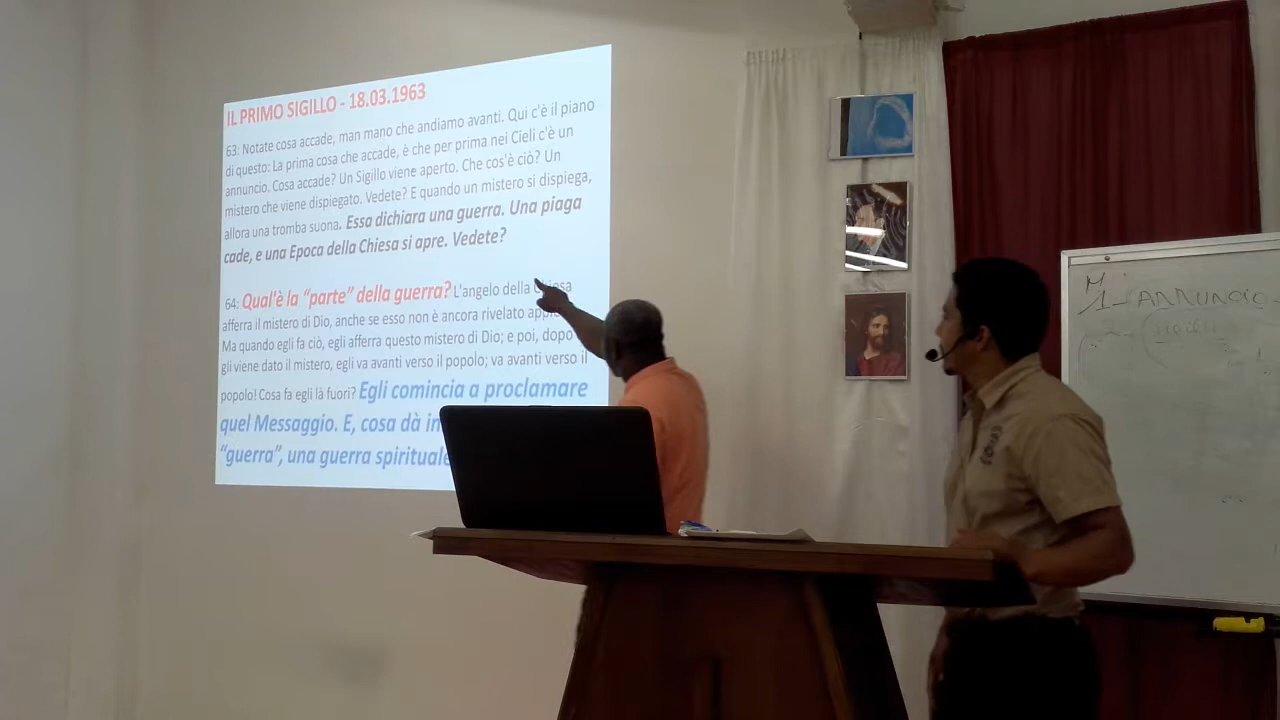 IL PRIMO SIGILLO - 18.03.1963
63: Notate cosa accade, man mano che andiamo avanti. Qui c'è il piano
di questo: La prima cosa che accade, è che per prima nei Cieli c'è un
annuncio. Cosa accade? Un Sigillo viene aperto. Che cos'è ciò? Un
mistero che viene dispiegato. Vedete? E quando un mistero si dispiega,
allora una tromba suona. Essa dichiara una guerra. Una piaga
cade, e una Epoca della Chiesa si apre. Vedete?
64: Qual'è la “parte” della guerra? L'angelo della Chiesa
afferra il mistero di Dio, anche se esso non è ancora rivelato
Ma quando egli fa ciò, egli afferra questo mistero di Dio; e poi, dopo
gli viene dato il mistero, egli va avanti verso il popolo; va avanti verso il
popolo! Cosa fa egli là fuori? Egli comincia a proclamare
quel Messaggio. E, cosa dà in
“guerra”, una guerra spirituale
1- ANNUNCIO